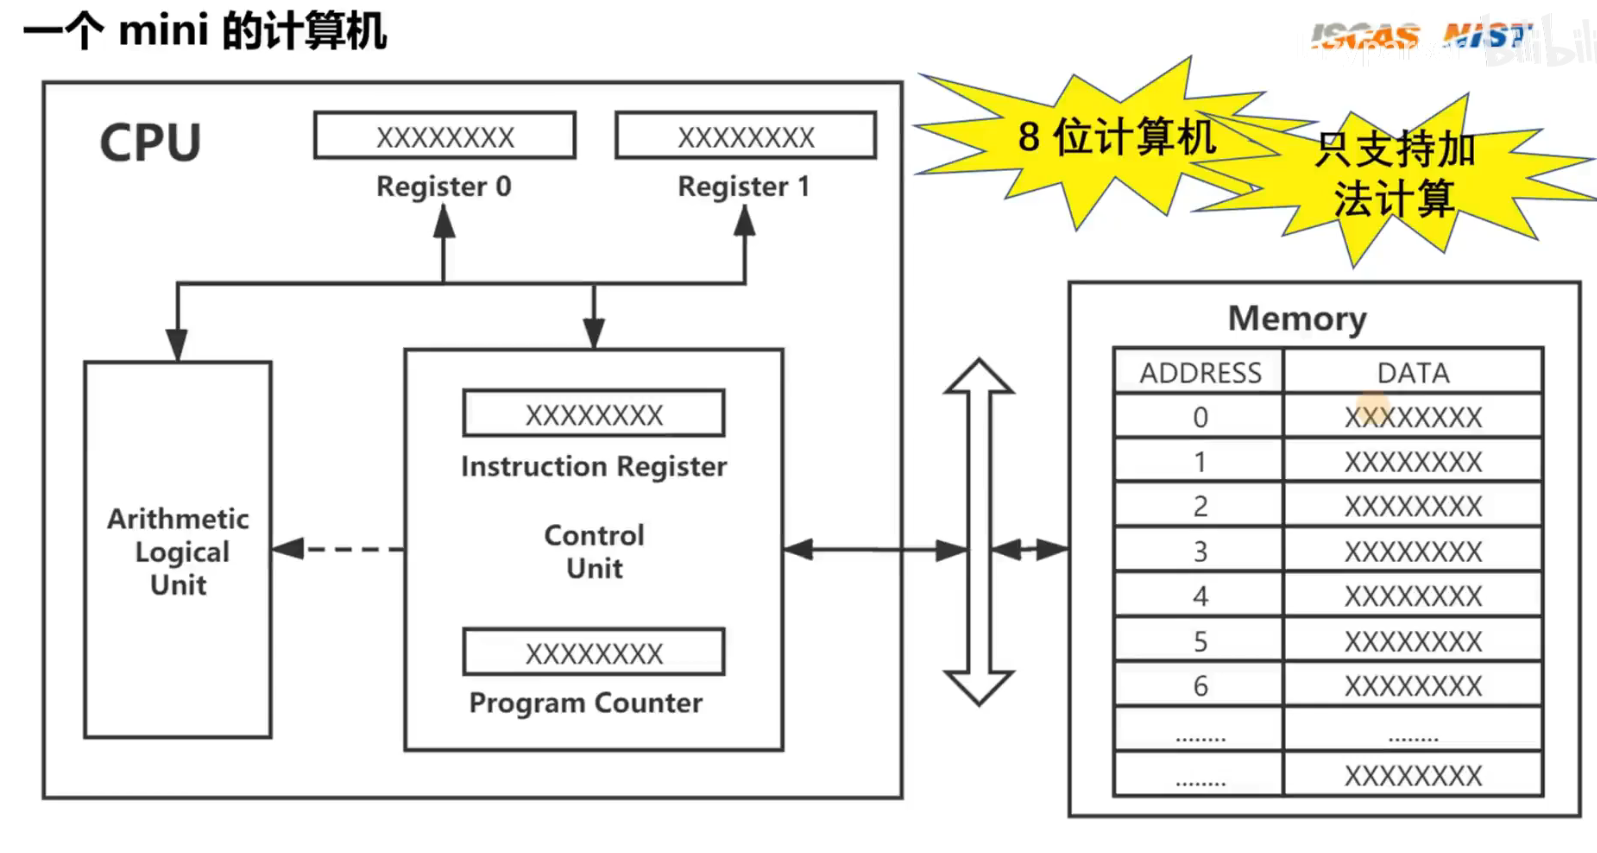 一个 mini 的计算机
ISCAS NIST
bilibili
CPU
XXXXXXXX
XXXXXXXX
Register 0
Register 1
8 位计算机
只支持加
法计算
Arithmetic
Logical
Unit
XXXXXXXX
Instruction Register
Control
Unit
XXXXXXXX
Program Counter
Memory
ADDRESS DATA
0 XXXXXXXX
1 XXXXXXXX
2 XXXXXXXX
3 XXXXXXXX
4 XXXXXXXX
5 XXXXXXXX
6 XXXXXXXX
........ ........
........ XXXXXXXX